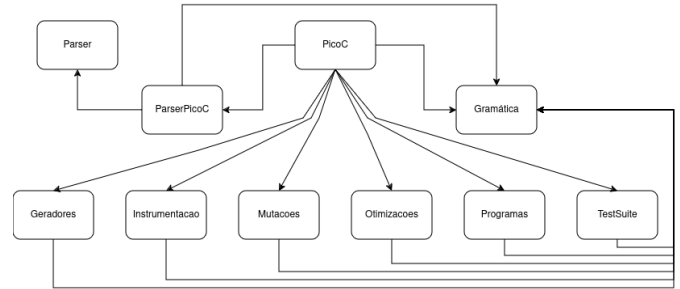 Parser
PicoC
ParserPicoC
Gramática
Geradores
Instrumentacao
Mutacoes
Otimizacoes
Programas
TestSuite